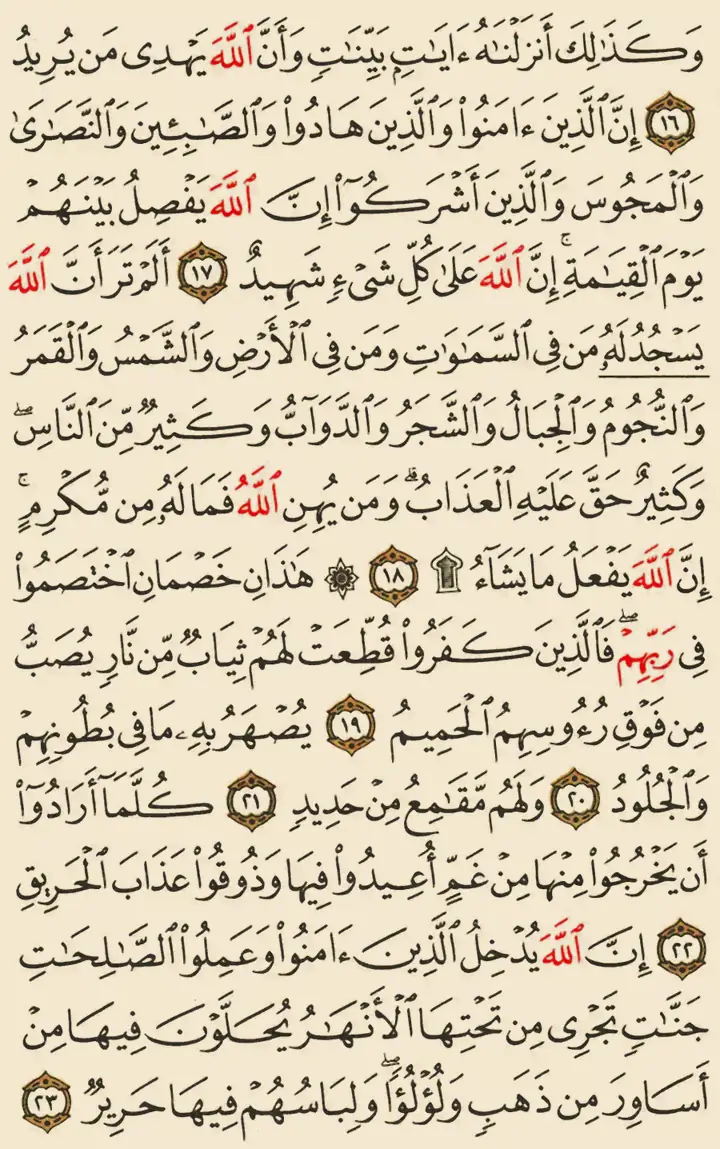 وَكَذَٰلِكَ أَنزَلْنَٰهُ ءَايَٰتٍۭ بَيِّنَٰتٍ وَأَنَّ ٱللَّهَ يَهْدِى مَن يُرِيدُ
١٦ إِنَّ ٱلَّذِينَ ءَامَنُوا۟ وَٱلَّذِينَ هَادُوا۟ وَٱلصَّٰبِـِٔينَ وَٱلنَّصَٰرَىٰ
وَٱلْمَجُوسَ وَٱلَّذِينَ أَشْرَكُوٓا۟ إِنَّ ٱللَّهَ يَفْصِلُ بَيْنَهُمْ
يَوْمَ ٱلْقِيَٰمَةِ ۚ إِنَّ ٱللَّهَ عَلَىٰ كُلِّ شَىْءٍ شَهِيدٌ ١٧ أَلَمْ تَرَ أَنَّ ٱللَّهَ
يَسْجُدُ لَهُۥ مَن فِى ٱلسَّمَٰوَٰتِ وَمَن فِى ٱلْأَرْضِ وَٱلشَّمْسُ وَٱلْقَمَرُ
وَٱلنُّجُومُ وَٱلْجِبَالُ وَٱلشَّجَرُ وَٱلدَّوَآبُّ وَكَثِيرٌ مِّنَ ٱلنَّاسِ ۖ
وَكَثِيرٌ حَقَّ عَلَيْهِ ٱلْعَذَابُ ۗ وَمَن يُهِنِ ٱللَّهُ فَمَا لَهُۥ مِن مُّكْرِمٍ ۚ
إِنَّ ٱللَّهَ يَفْعَلُ مَا يَشَآءُ ۩ ١٨ ۞ هَٰذَانِ خَصْمَانِ ٱخْتَصَمُوا۟
فِى رَبِّهِمْ ۖ فَٱلَّذِينَ كَفَرُوا۟ قُطِّعَتْ لَهُمْ ثِيَابٌ مِّن نَّارٍ يُصَبُّ
مِن فَوْقِ رُءُوسِهِمُ ٱلْحَمِيمُ ١٩ يُصْهَرُ بِهِۦ مَا فِى بُطُونِهِمْ
وَٱلْجُلُودُ ٢٠ وَلَهُم مَّقَٰمِعُ مِنْ حَدِيدٍ ٢١ كُلَّمَآ أَرَادُوٓا۟
أَن يَخْرُجُوا۟ مِنْهَا مِنْ غَمٍّ أُعِيدُوا۟ فِيهَا وَذُوقُوا۟ عَذَابَ ٱلْحَرِيقِ
٢٢ إِنَّ ٱللَّهَ يُدْخِلُ ٱلَّذِينَ ءَامَنُوا۟ وَعَمِلُوا۟ ٱلصَّٰلِحَٰتِ
جَنَّٰتٍ تَجْرِى مِن تَحْتِهَا ٱلْأَنْهَٰرُ يُحَلَّوْنَ فِيهَا مِنْ
أَسَاوِرَ مِن ذَهَبٍ وَلُؤْلُؤًا ۖ وَلِبَاسُهُمْ فِيهَا حَرِيرٌ ٢٣